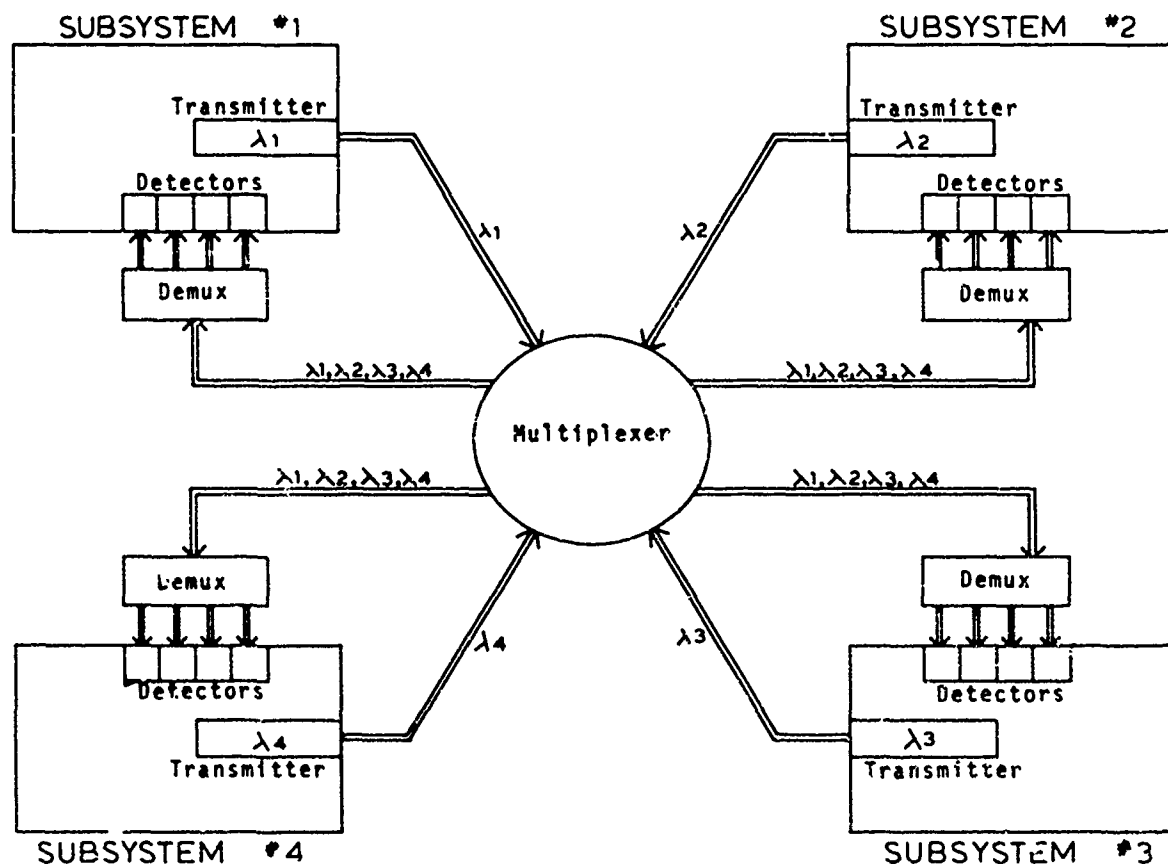 SUBSYSTEM #1
SUBSYSTEM #2
Transmitter
λ1
Transmitter
λ2
Detectors
Detectors
λ1
λ2
Demux
Demux
λ1,λ2,λ3,λ4
λ1,λ2,λ3,λ4
Multiplexer
λ1,λ2,λ3,λ4
λ1,λ2,λ3,λ4
Demux
Demux
λ4
λ3
Detectors
Detectors
λ4
λ3
Transmitter
Transmitter
SUBSYSTEM #4
SUBSYSTEM #3